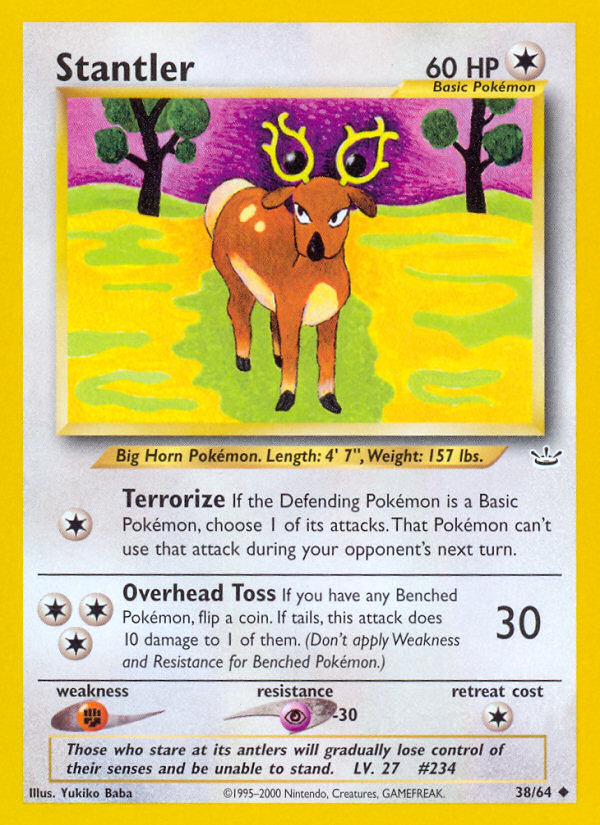 Stantler
60 HP
Basic Pokémon
Big Horn Pokémon. Length: 4' 7", Weight: 157 lbs.
Terrorize If the Defending Pokémon is a Basic
Pokémon, choose 1 of its attacks. That Pokémon can't
use that attack during your opponent's next turn.
Overhead Toss If you have any Benched
Pokémon, flip a coin. If tails, this attack does
10 damage to 1 of them. (Don't apply Weakness
and Resistance for Benched Pokémon.)
30
weakness
resistance
retreat cost
-30
Those who stare at its antlers will gradually lose control of
their senses and be unable to stand. LV. 27 #234
Illus. Yukiko Baba
©1995–2000 Nintendo, Creatures, GAMEFREAK.
38/64